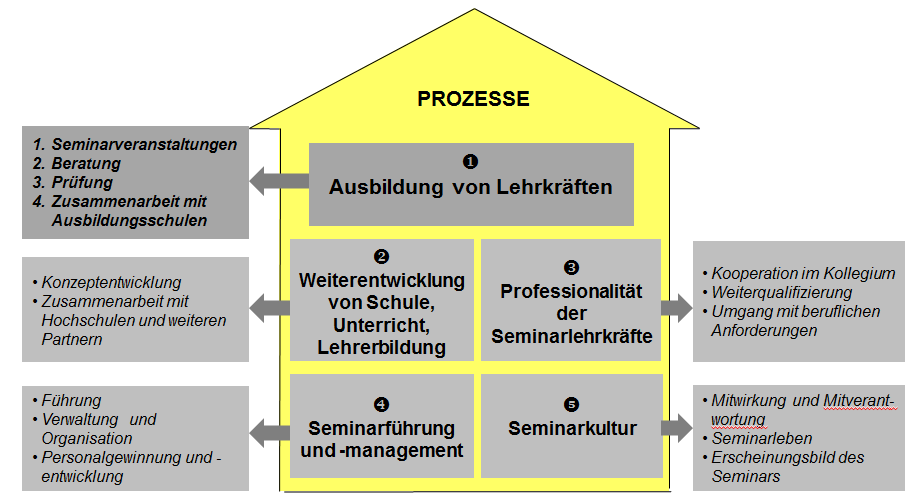 PROZESSE
1. Seminarveranstaltungen
2. Beratung
3. Prüfung
4. Zusammenarbeit mit
Ausbildungsschulen
❶
Ausbildung von Lehrkräften
• Konzeptentwicklung
• Zusammenarbeit mit
Hochschulen und weiteren
Partnern
❷
Weiterentwicklung
von Schule,
Unterricht,
Lehrerbildung
❸
Professionalität
der
Seminarlehrkräfte
• Kooperation im Kollegium
• Weiterqualifizierung
• Umgang mit beruflichen
Anforderungen
• Führung
• Verwaltung und
Organisation
• Personalgewinnung und -
entwicklung
❹
Seminarführung
und -management
❺
Seminarkultur
• Mitwirkung und Mitverant-
wortung
• Seminarleben
• Erscheinungsbild des
Seminars